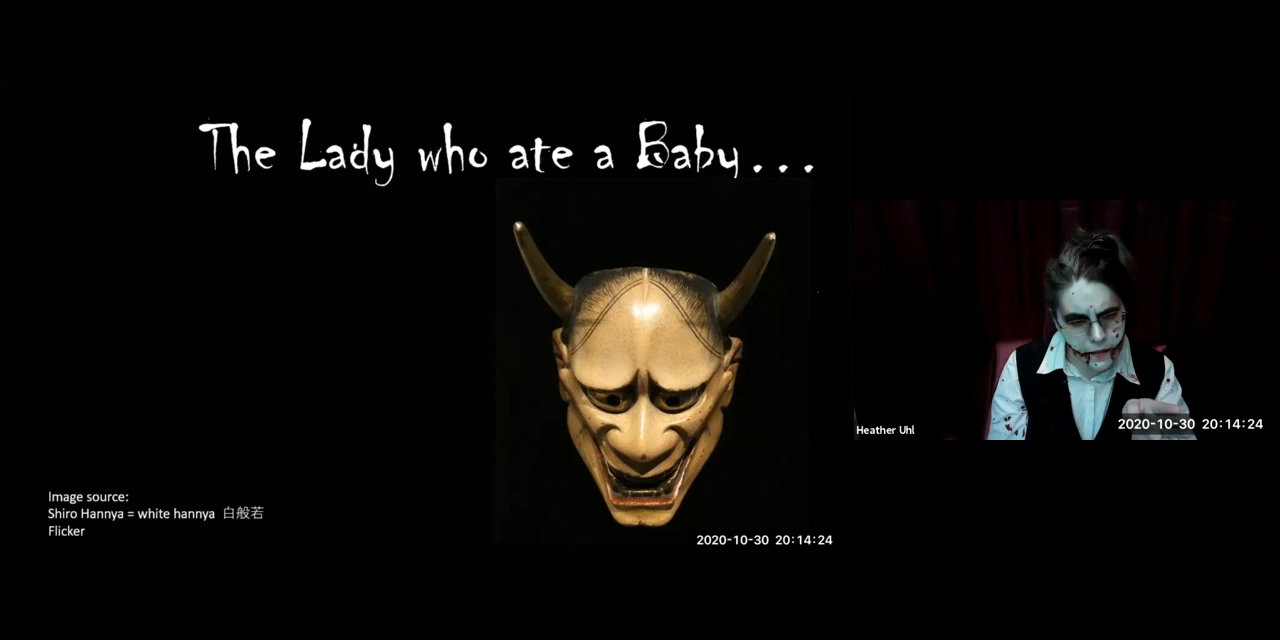 The Lady who ate a Baby...
Image source:
Shiro Hannya = white hannya 白般若
Flicker
2020-10-30 20:14:24
Heather Uhl
2020-10-30 20:14:24